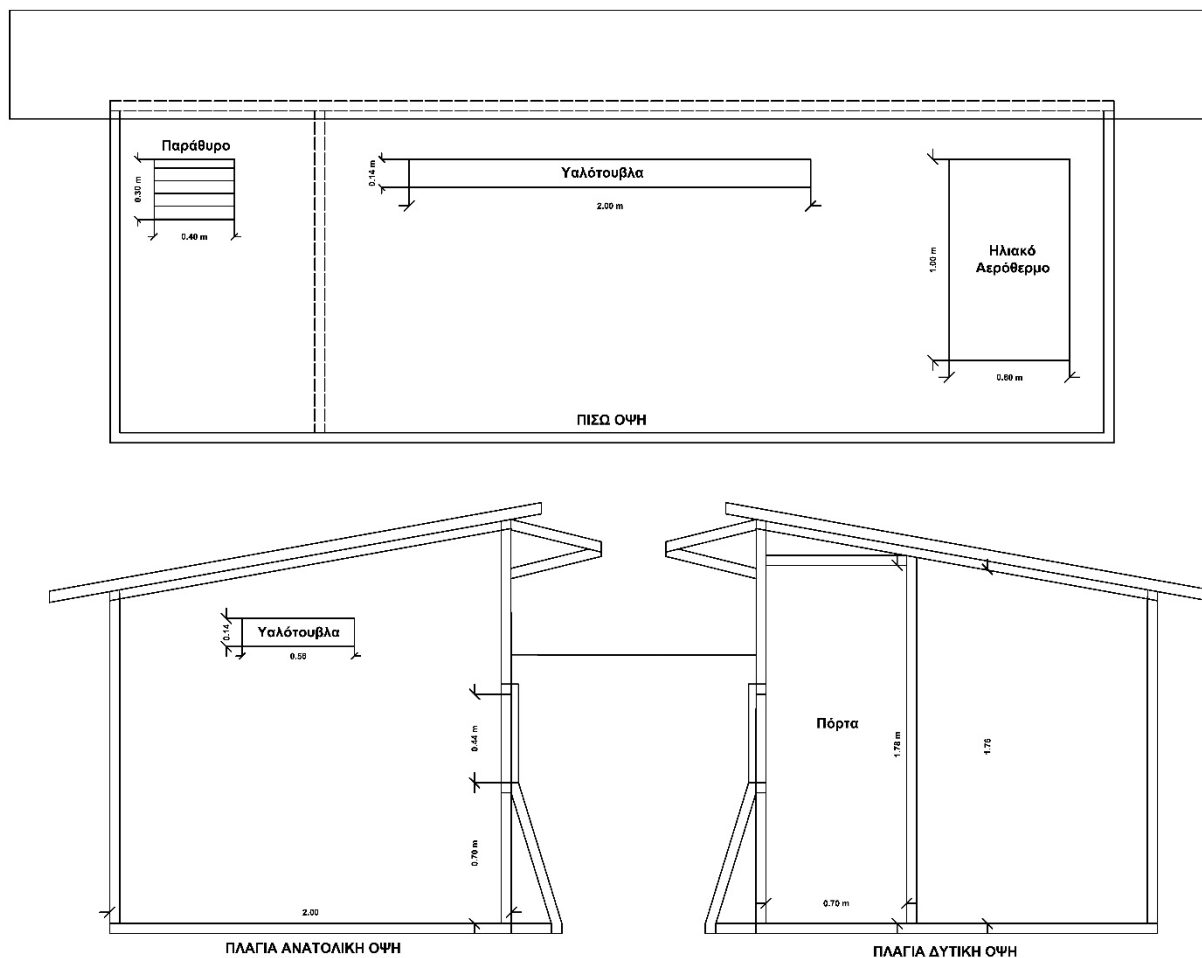 Παράθυρο
0.30 m
0.40 m
0.14 m
Υαλότουβλα
2.00 m
1.00 m
Ηλιακό
Αερόθερμο
0.60 m
ΠΙΣΩ ΟΨΗ
0.14
Υαλότουβλα
0.56
0.44 m
0.70 m
2.00
ΠΛΑΓΙΑ ΑΝΑΤΟΛΙΚΗ ΟΨΗ
Πόρτα
1.78 m
1.76
0.70 m
ΠΛΑΓΙΑ ΔΥΤΙΚΗ ΟΨΗ